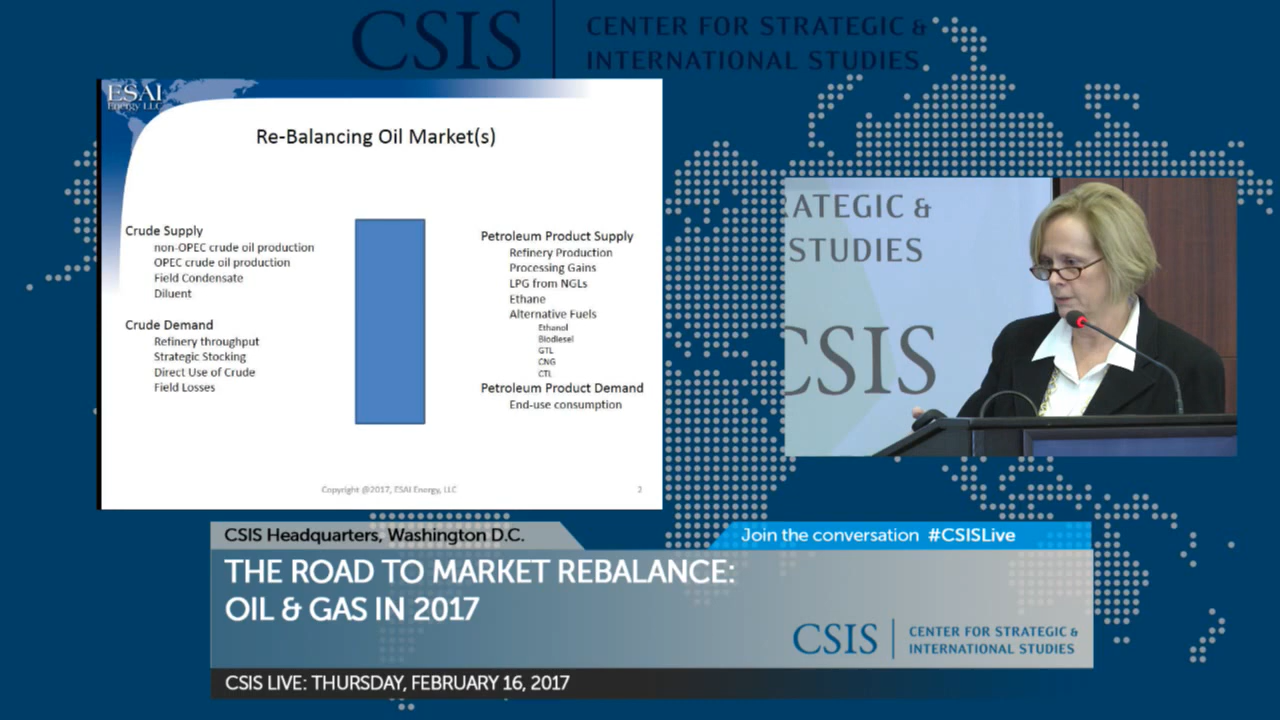 CSIS
CENTER FOR STRATEGIC &
INTERNATIONAL STUDIES
ESAI
Energy LLC
Re-Balancing Oil Market(s)
Crude Supply
non-OPEC crude oil production
OPEC crude oil production
Field Condensate
Diluent
Crude Demand
Refinery throughput
Strategic Stocking
Direct Use of Crude
Field Losses
Petroleum Product Supply
Refinery Production
Processing Gains
LPG from NGLs
Ethane
Alternative Fuels
Ethanol
Biodiesel
GTL
CNG
CTL
Petroleum Product Demand
End-use consumption
Copyright @2017, ESAI Energy, LLC
2
ATEGIC &
STUDIES
CSIS
CSIS Headquarters, Washington D.C.
Join the conversation #CSISLive
THE ROAD TO MARKET REBALANCE:
OIL & GAS IN 2017
CSIS
CENTER FOR STRATEGIC &
INTERNATIONAL STUDIES
CSIS LIVE: THURSDAY, FEBRUARY 16, 2017